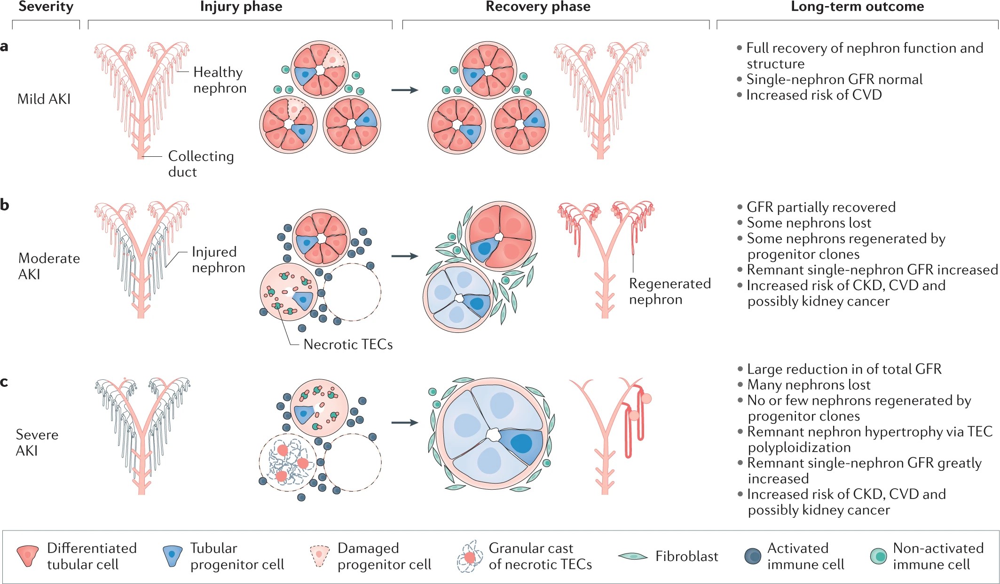 Severity
Injury phase
Recovery phase
Long-term outcome
a
Mild AKI
Healthy
nephron
Collecting
duct
• Full recovery of nephron function and
structure
• Single-nephron GFR normal
• Increased risk of CVD
b
Moderate
AKI
Injured
nephron
Necrotic TECs
Regenerated
nephron
• GFR partially recovered
• Some nephrons lost
• Some nephrons regenerated by
progenitor clones
• Remnant single-nephron GFR increased
• Increased risk of CKD, CVD and
possibly kidney cancer
c
Severe
AKI
• Large reduction in of total GFR
• Many nephrons lost
• No or few nephrons regenerated by
progenitor clones
• Remnant nephron hypertrophy via TEC
polyploidization
• Remnant single-nephron GFR greatly
increased
• Increased risk of CKD, CVD and
possibly kidney cancer
Differentiated
tubular cell
Tubular
progenitor cell
Damaged
progenitor cell
Granular cast
of necrotic TECs
Fibroblast
Activated
immune cell
Non-activated
immune cell